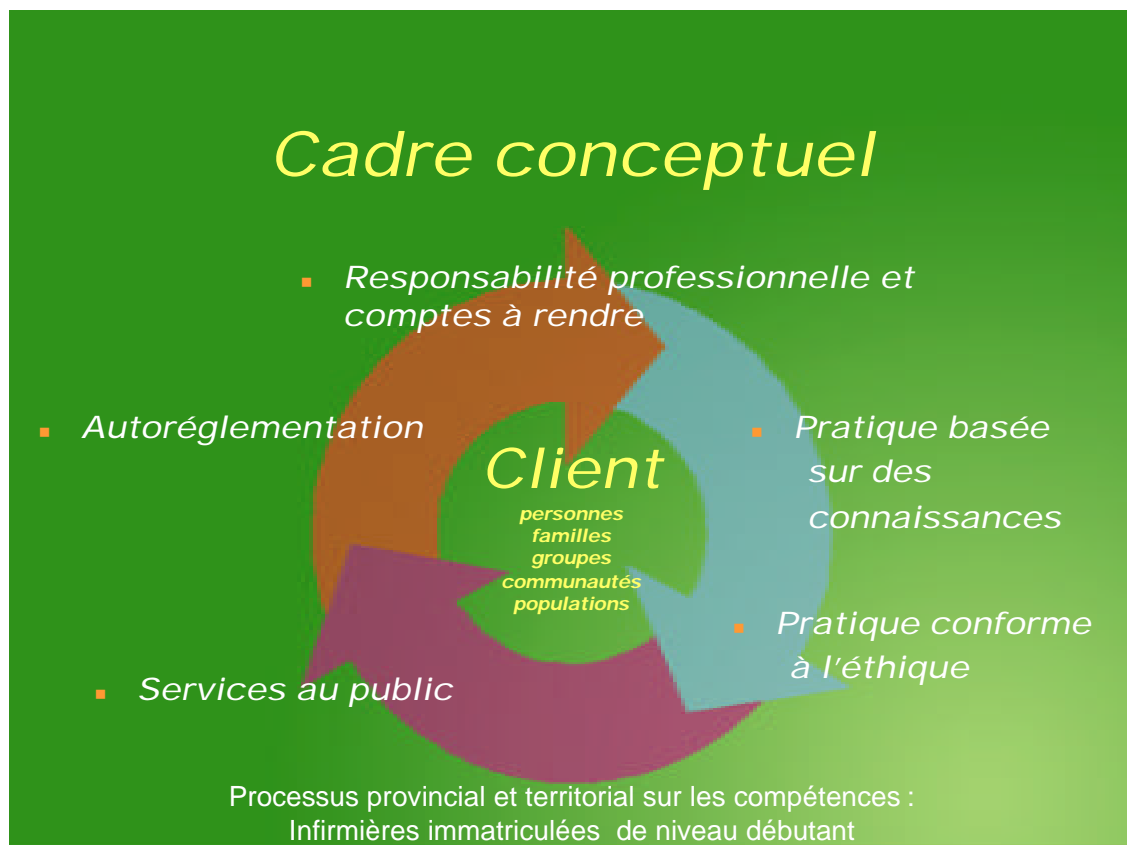 Cadre conceptuel
Responsabilité professionnelle et
comptes à rendre
Autoréglementation
Client
personnes
familles
groupes
communautés
populations
Pratique basée
sur des
connaissances
Pratique conforme
à l'éthique
Services au public
Processus provincial et territorial sur les compétences :
Infirmières immatriculées de niveau débutant